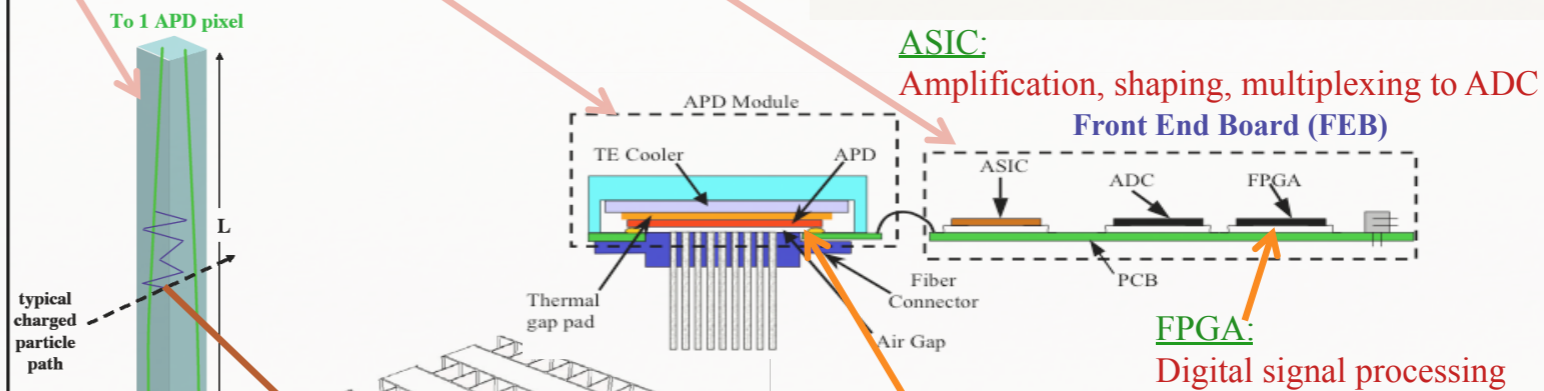 To 1 APD pixel
L
typical
charged
particle
path
APD Module
TE Cooler
APD
Thermal
gap pad
Fiber
Connector
Air Gap
ASIC:
Amplification, shaping, multiplexing to ADC
Front End Board (FEB)
ASIC
ADC
FPGA
PCB
FPGA:
Digital signal processing